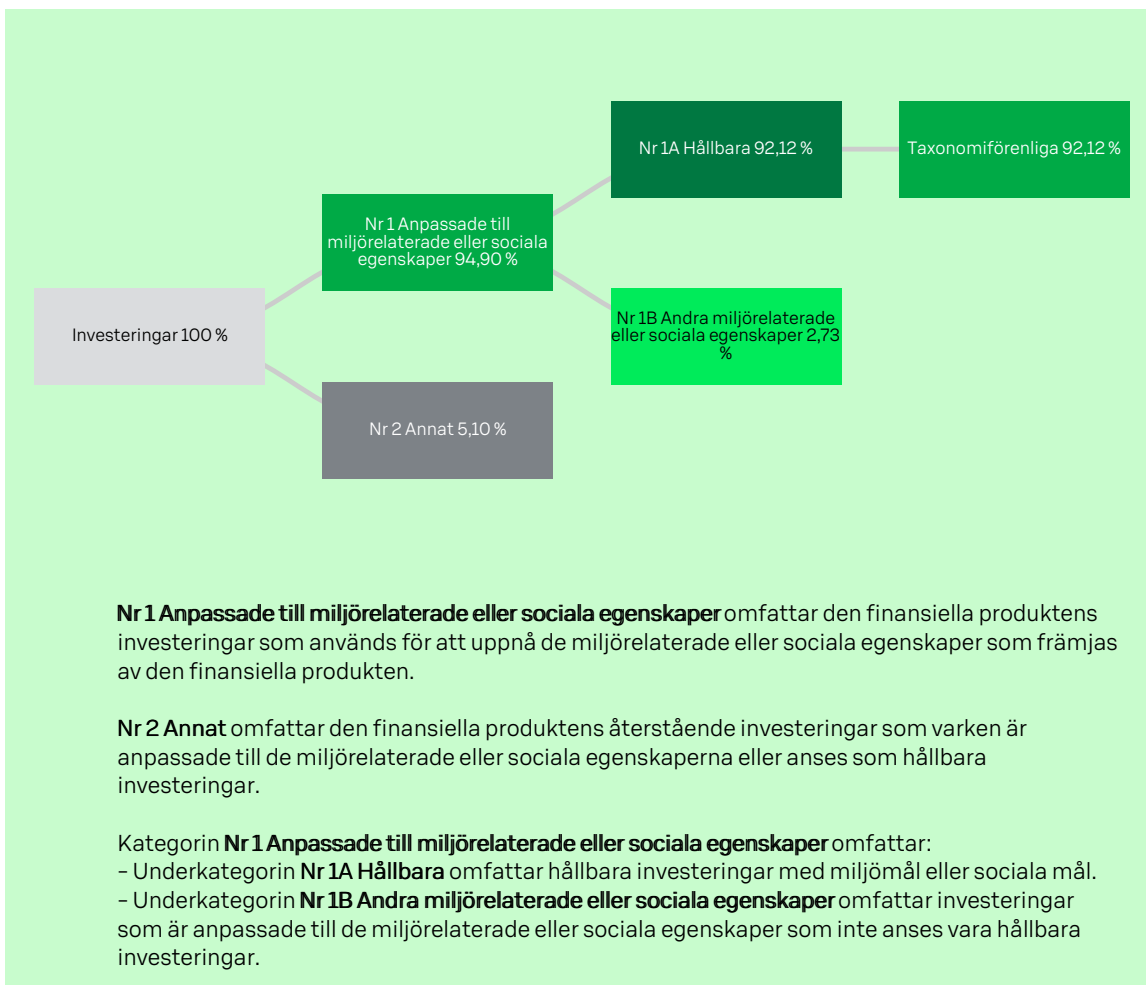 Nr 1A Hållbara 92,12 %
Taxonomiförenliga 92,12 %
Nr 1 Anpassade till
miljörelaterade eller sociala
egenskaper 94,90 %
Investeringar 100 %
Nr 1B Andra miljörelaterade
eller sociala egenskaper 2,73
%
Nr 2 Annat 5,10 %
Nr 1 Anpassade till miljörelaterade eller sociala egenskaper omfattar den finansiella produktens
investeringar som används för att uppnå de miljörelaterade eller sociala egenskaper som främjas
av den finansiella produkten.
Nr 2 Annat omfattar den finansiella produktens återstående investeringar som varken är
anpassade till de miljörelaterade eller sociala egenskaperna eller anses som hållbara
investeringar.
Kategorin Nr 1 Anpassade till miljörelaterade eller sociala egenskaper omfattar:
– Underkategorin Nr 1A Hållbara omfattar hållbara investeringar med miljömål eller sociala mål.
– Underkategorin Nr 1B Andra miljörelaterade eller sociala egenskaper omfattar investeringar
som är anpassade till de miljörelaterade eller sociala egenskaper som inte anses vara hållbara
investeringar.